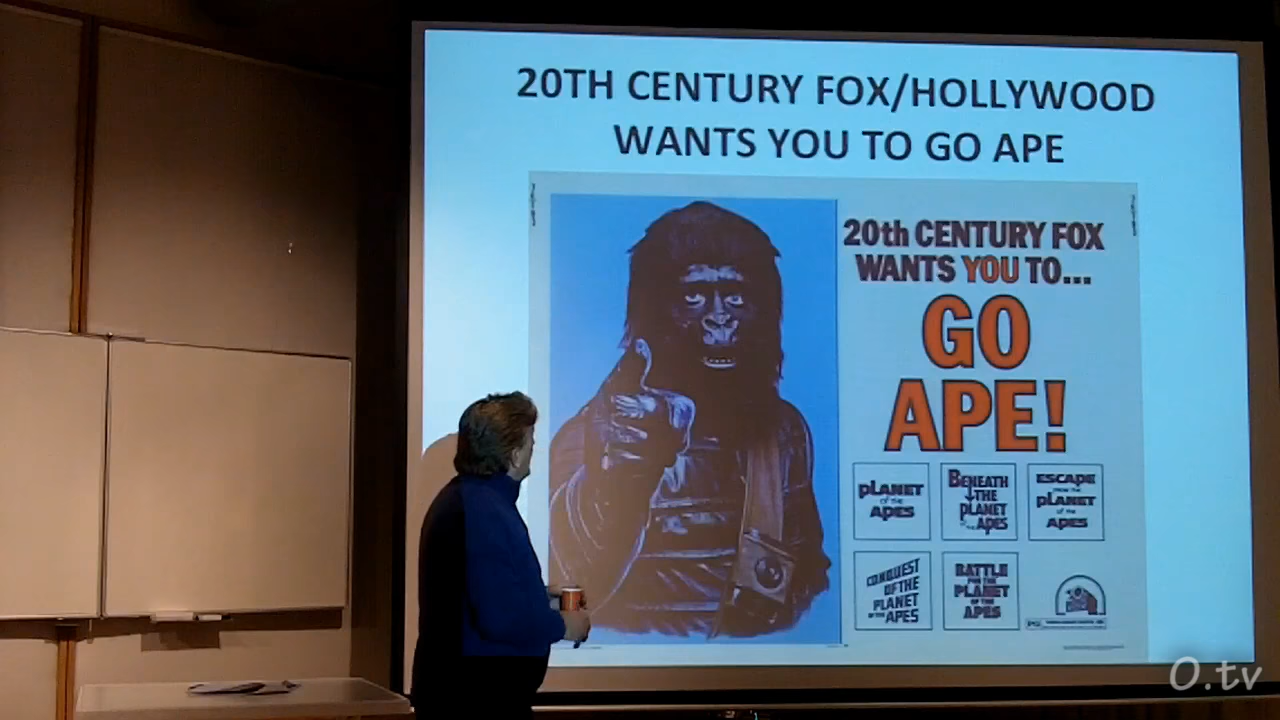 20TH CENTURY FOX/HOLLYWOOD
WANTS YOU TO GO APE
20th CENTURY FOX
WANTS YOU TO...
GO
APE!
PLANET
of the
APES
BENEATH
THE
PLANET
of the APES
ESCAPE
FROM THE
PLANET
of the
APES
CONQUEST
OF THE
PLANET
OF THE APES
BATTLE
FOR THE
PLANET
OF THE
APES
PG
O.tv